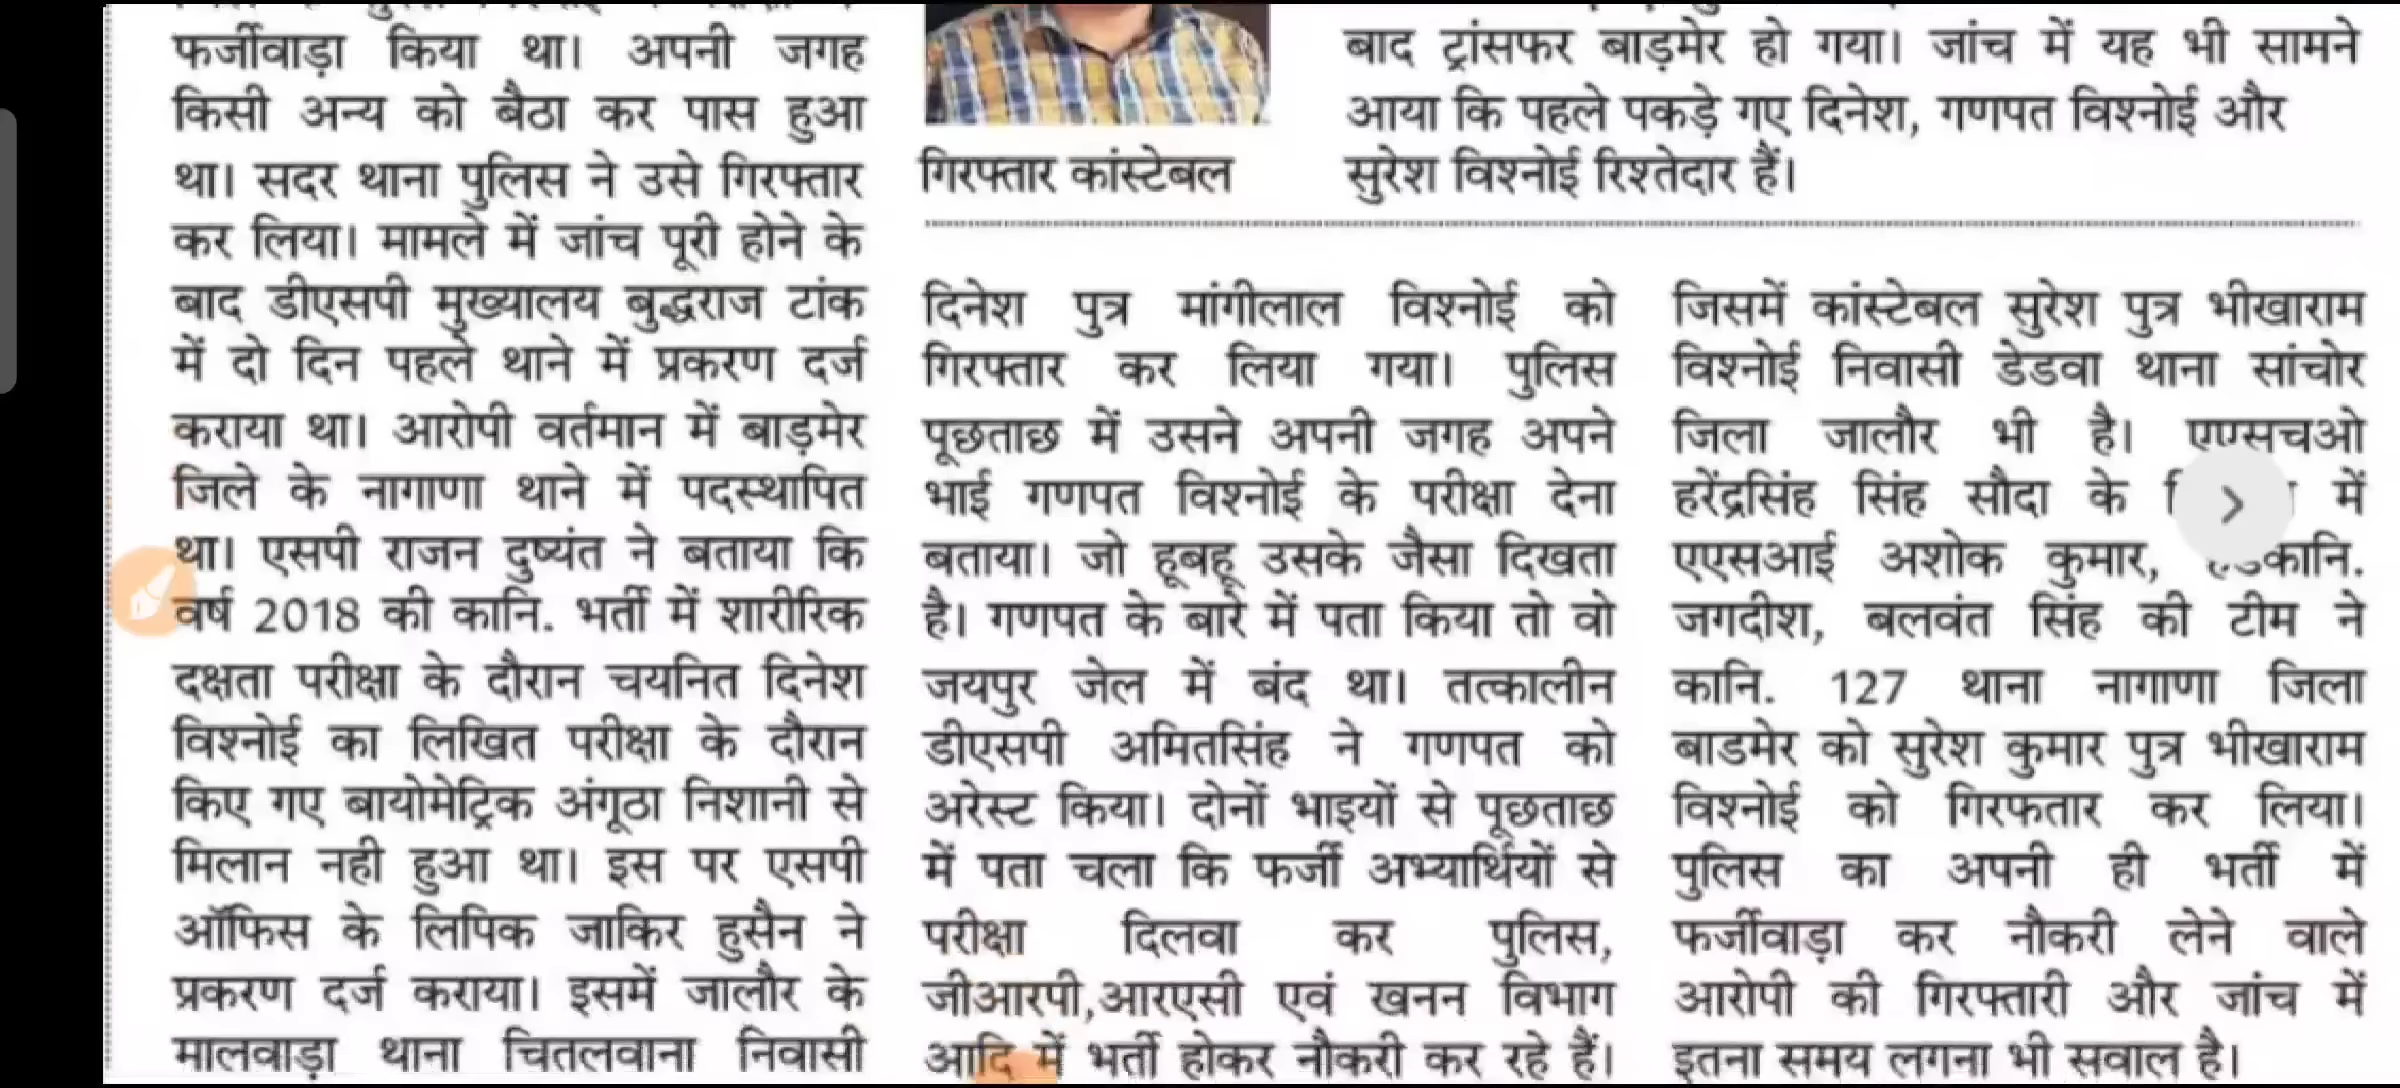 फर्जीवाड़ा किया था। अपनी जगह
किसी अन्य को बैठा कर पास हुआ
था। सदर थाना पुलिस ने उसे गिरफ्तार
कर लिया। मामले में जांच पूरी होने के
बाद डीएसपी मुख्यालय बुद्धराज टांक
में दो दिन पहले थाने में प्रकरण दर्ज
कराया था। आरोपी वर्तमान में बाड़मेर
जिले के नागाणा थाने में पदस्थापित
था। एसपी राजन दुष्यंत ने बताया कि
वर्ष 2018 की कानि. भर्ती में शारीरिक
दक्षता परीक्षा के दौरान चयनित दिनेश
विश्नोई का लिखित परीक्षा के दौरान
किए गए बायोमेट्रिक अंगूठा निशानी से
मिलान नही हुआ था। इस पर एसपी
ऑफिस के लिपिक जाकिर हुसैन ने
प्रकरण दर्ज कराया। इसमें जालौर के
मालवाड़ा थाना चितलवाना निवासी
गिरफ्तार कांस्टेबल
बाद ट्रांसफर बाड़मेर हो गया। जांच में यह भी सामने
आया कि पहले पकड़े गए दिनेश, गणपत विश्नोई और
सुरेश विश्नोई रिश्तेदार हैं।
दिनेश पुत्र मांगीलाल विश्नोई को
गिरफ्तार कर लिया गया। पुलिस
पूछताछ में उसने अपनी जगह अपने
भाई गणपत विश्नोई के परीक्षा देना
बताया। जो हूबहू उसके जैसा दिखता
है। गणपत के बारे में पता किया तो वो
जयपुर जेल में बंद था। तत्कालीन
डीएसपी अमितसिंह ने गणपत को
अरेस्ट किया। दोनों भाइयों से पूछताछ
में पता चला कि फर्जी अभ्यार्थियों से
परीक्षा दिलवा कर पुलिस,
जीआरपी,आरएसी एवं खनन विभाग
आदि में भर्ती होकर नौकरी कर रहे हैं।
जिसमें कांस्टेबल सुरेश पुत्र भीखाराम
विश्नोई निवासी डेडवा थाना सांचोर
जिला जालौर भी है। एएसचओ
हरेंद्रसिंह सिंह सौदा के में
एएसआई अशोक कुमार, कानि.
जगदीश, बलवंत सिंह की टीम ने
कानि. 127 थाना नागाणा जिला
बाडमेर को सुरेश कुमार पुत्र भीखाराम
विश्नोई को गिरफतार कर लिया।
पुलिस का अपनी ही भर्ती में
फर्जीवाड़ा कर नौकरी लेने वाले
आरोपी की गिरफ्तारी और जांच में
इतना समय लगना भी सवाल है।